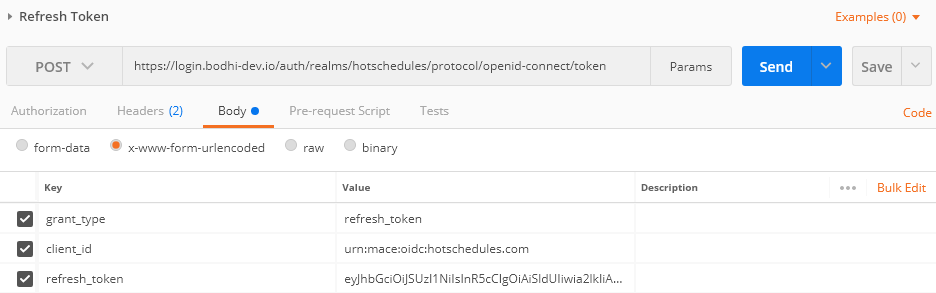 Refresh Token Examples (0)
POST https://login.bodhi-dev.io/auth/realms/hotschedules/protocol/openid-connect/token Params Send Save
Authorization Headers (2) Body Pre-request Script Tests Code
form-data x-www-form-urlencoded raw binary
Key Value Description ••• Bulk Edit
grant_type refresh_token
client_id urn:mace:oidc:hotschedules.com
refresh_token eyJhbGciOiJSUzI1NiIsInR5cCIgOiAiSldUIiwia2lkIiA...